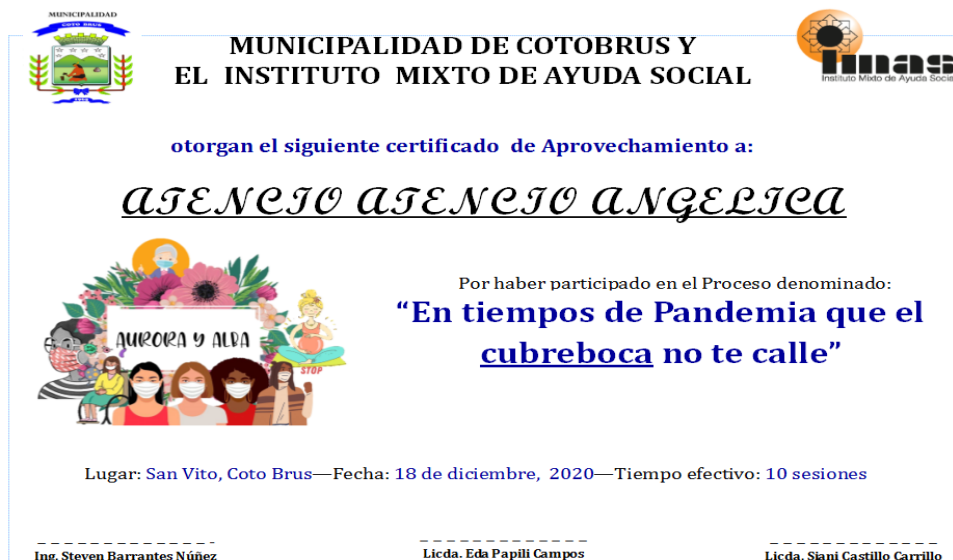 MUNICIPALIDAD
COTO BRUS
MUNICIPALIDAD DE COTOBRUS Y
EL INSTITUTO MIXTO DE AYUDA SOCIAL
imas
Instituto Mixto de Ayuda Social
otorgan el siguiente certificado de Aprovechamiento a:
ATENCIO ATENCIO ANGELICA
AURORA Y ALBA
STOP
Por haber participado en el Proceso denominado:
“En tiempos de Pandemia que el
cubreboca no te calle”
Lugar: San Vito, Coto Brus—Fecha: 18 de diciembre, 2020—Tiempo efectivo: 10 sesiones
Ing. Steven Barrantes Núñez
Licda. Eda Papili Campos
Licda. Siani Castillo Carrillo